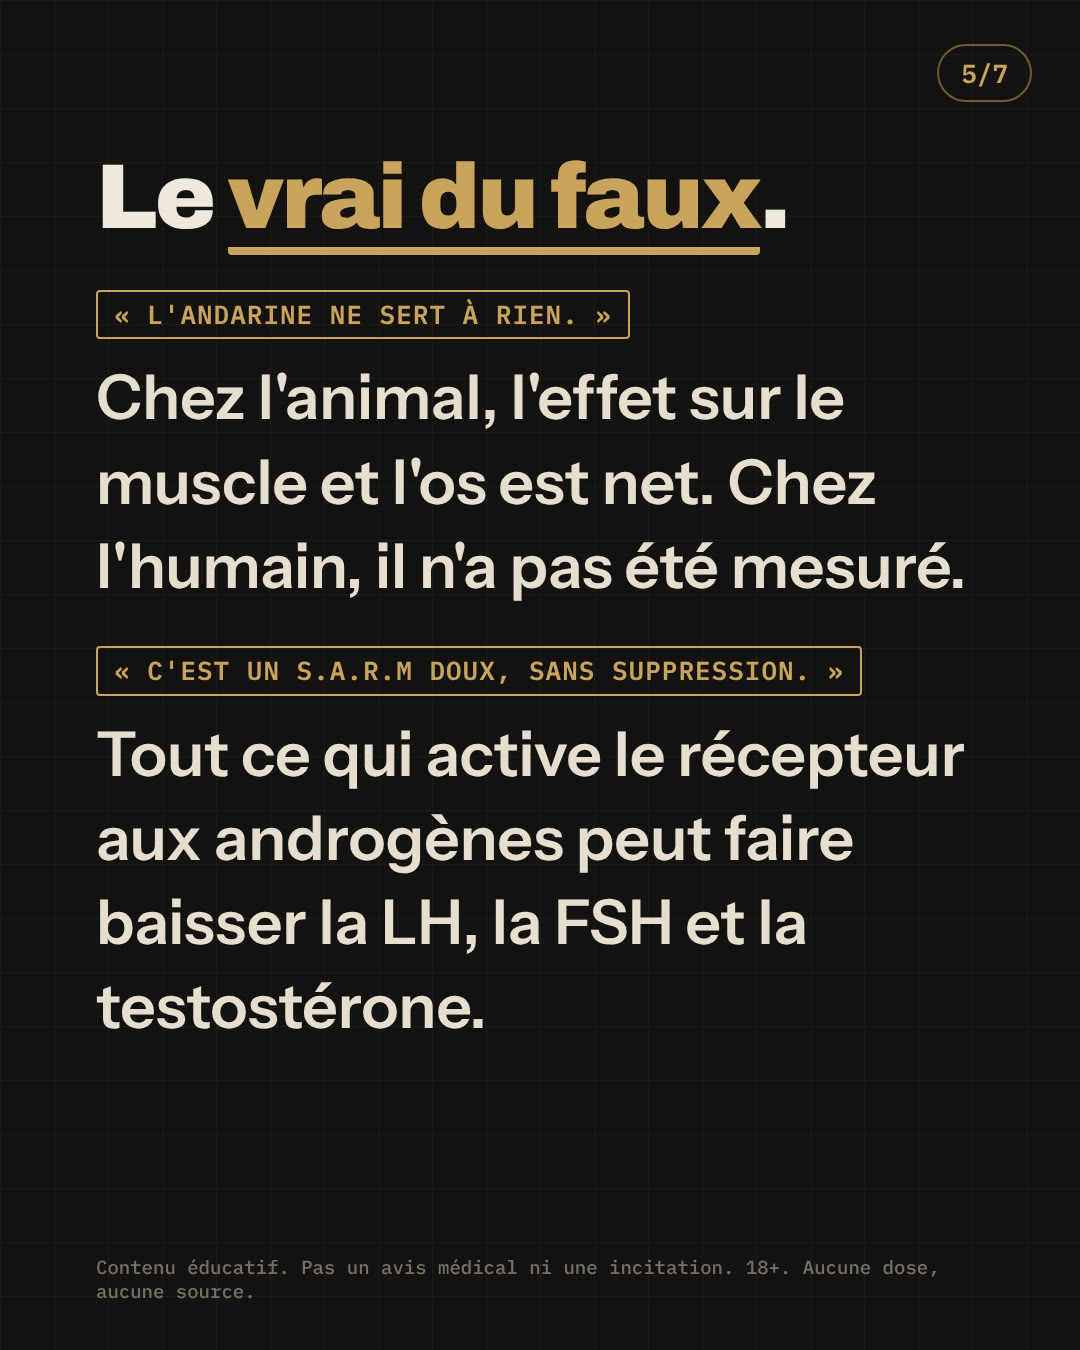 5/7
Le vrai du faux.
« L'ANDARINE NE SERT À RIEN. »
Chez l'animal, l'effet sur le
muscle et l'os est net. Chez
l'humain, il n'a pas été mesuré.
« C'EST UN S.A.R.M DOUX, SANS SUPPRESSION. »
Tout ce qui active le récepteur
aux androgènes peut faire
baisser la LH, la FSH et la
testostérone.
Contenu éducatif. Pas un avis médical ni une incitation. 18+. Aucune dose,
aucune source.